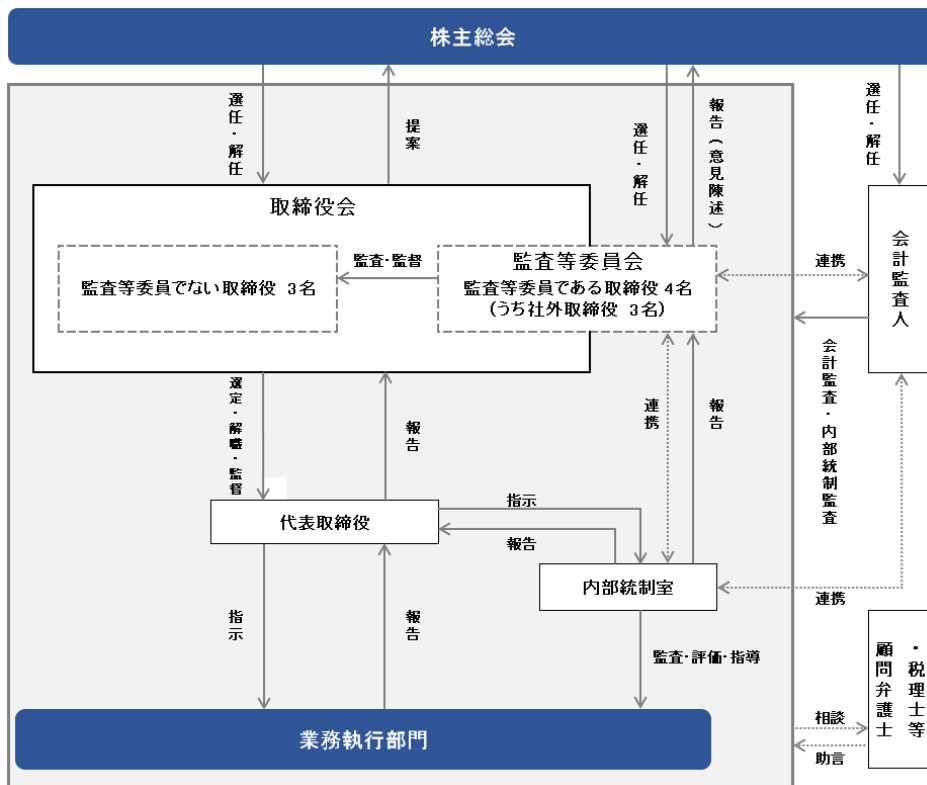 株主総会
選任・解任
提案
選任・解任
報告(意見陳述)
選任・解任
取締役会
監査等委員でない取締役 3名
監査・監督
監査等委員会
監査等委員である取締役4名
(うち社外取締役 3名)
連携
会計監査人
会計監査・内部統制監査
選定・解職・監督
報告
連携
報告
代表取締役
指示
報告
内部統制室
連携
指示
報告
監査・評価・指導
顧問弁護士
・税理士等
相談
助言
業務執行部門